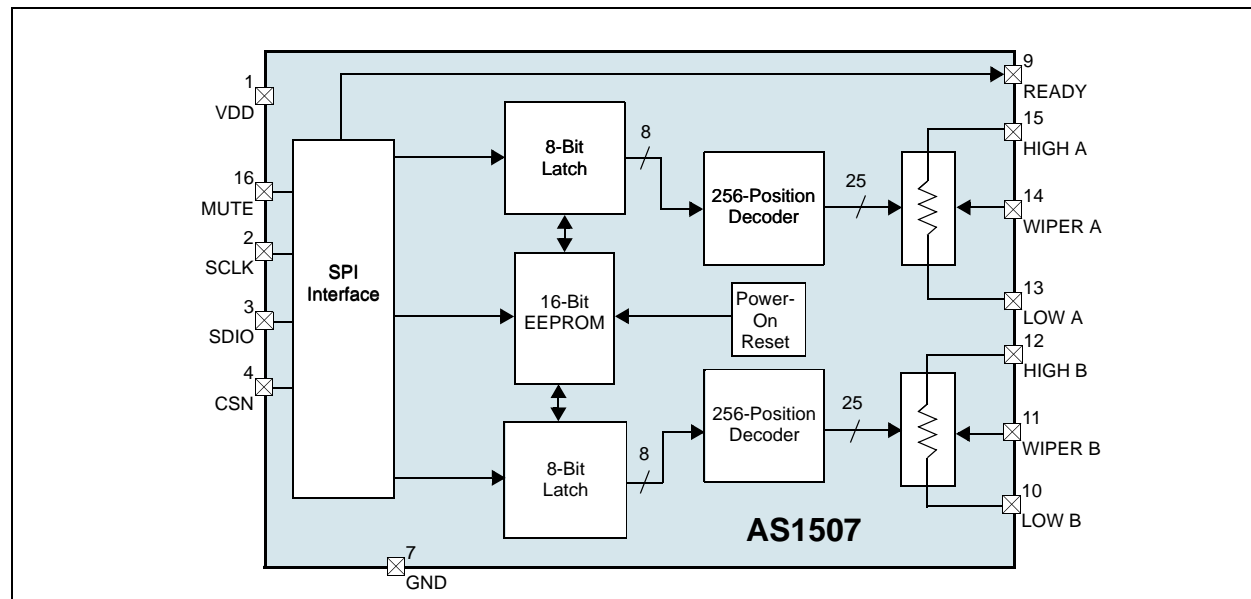 1
VDD
16
MUTE
2
SCLK
3
SDIO
4
CSN
SPI
Interface
8-Bit
Latch
8
16-Bit
EEPROM
8-Bit
Latch
8
256-Position
Decoder
25
Power-
On
Reset
256-Position
Decoder
25
9
READY
15
HIGH A
14
WIPER A
13
LOW A
12
HIGH B
11
WIPER B
10
LOW B
AS1507
7
GND